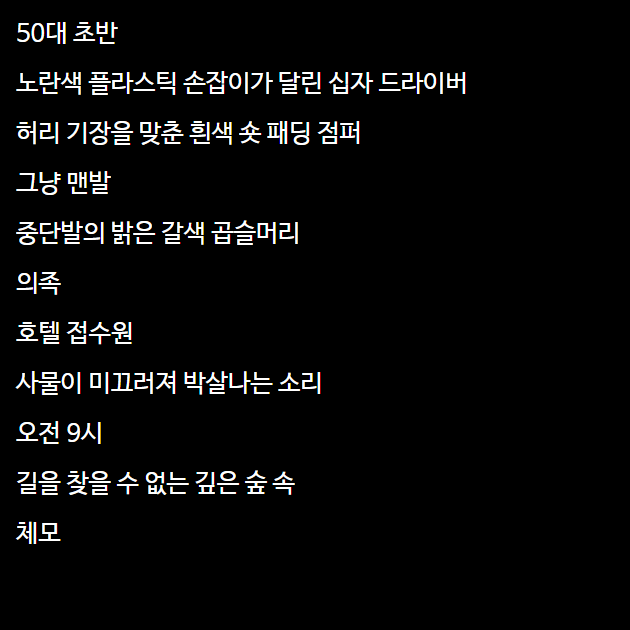 50대 초반
노란색 플라스틱 손잡이가 달린 십자 드라이버
허리 기장을 맞춘 흰색 숏 패딩 점퍼
그냥 맨발
중단발의 밝은 갈색 곱슬머리
의족
호텔 접수원
사물이 미끄러져 박살나는 소리
오전 9시
길을 찾을 수 없는 깊은 숲 속
체모